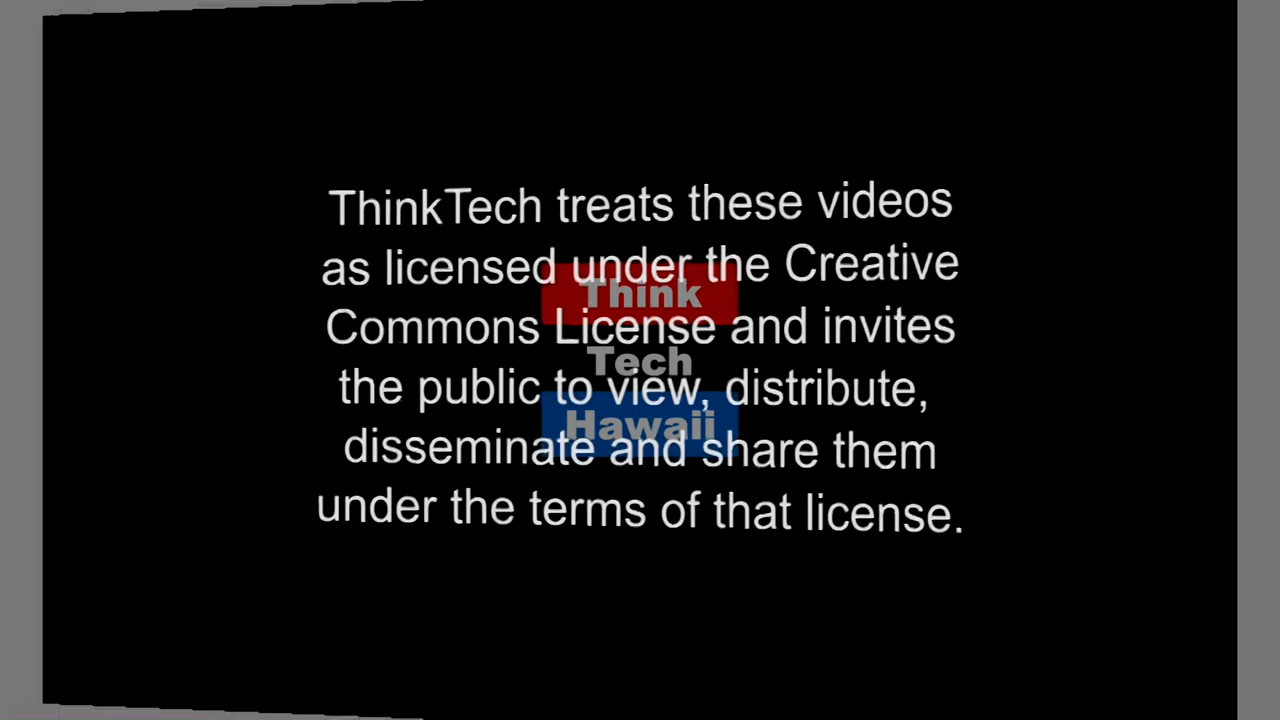 ThinkTech treats these videos
as licensed under the Creative
Think
Commons License and invites
Tech
the public to view, distribute,
Hawaii
disseminate and share them
under the terms of that license.